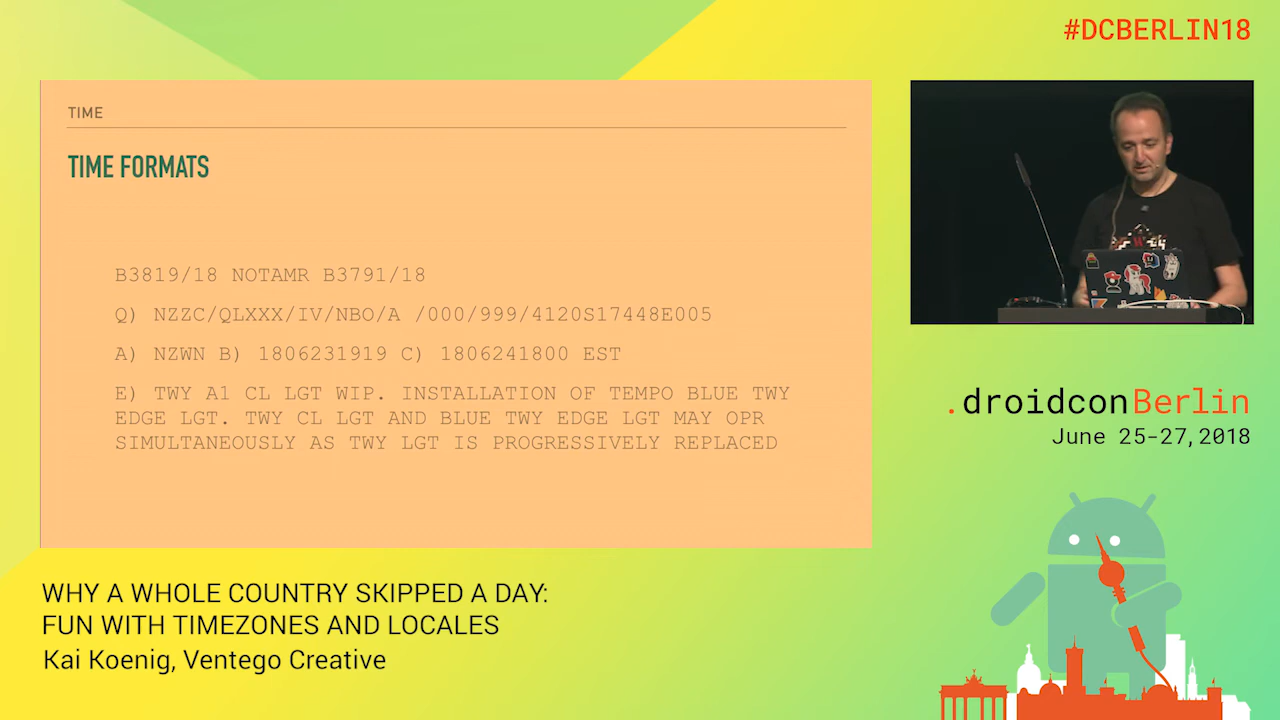 #DCBERLIN18
TIME
TIME FORMATS
B3819/18 NOTAMR B3791/18
Q) NZZC/QLXXX/IV/NBO/A /000/999/4120S17448E005
A) NZWN B) 1806231919 C) 1806241800 EST
E) TWY A1 CL LGT WIP. INSTALLATION OF TEMPO BLUE TWY
EDGE LGT. TWY CL LGT AND BLUE TWY EDGE LGT MAY OPR
SIMULTANEOUSLY AS TWY LGT IS PROGRESSIVELY REPLACED
.droidconBerlin
June 25-27,2018
WHY A WHOLE COUNTRY SKIPPED A DAY:
FUN WITH TIMEZONES AND LOCALES
Kai Koenig, Ventego Creative